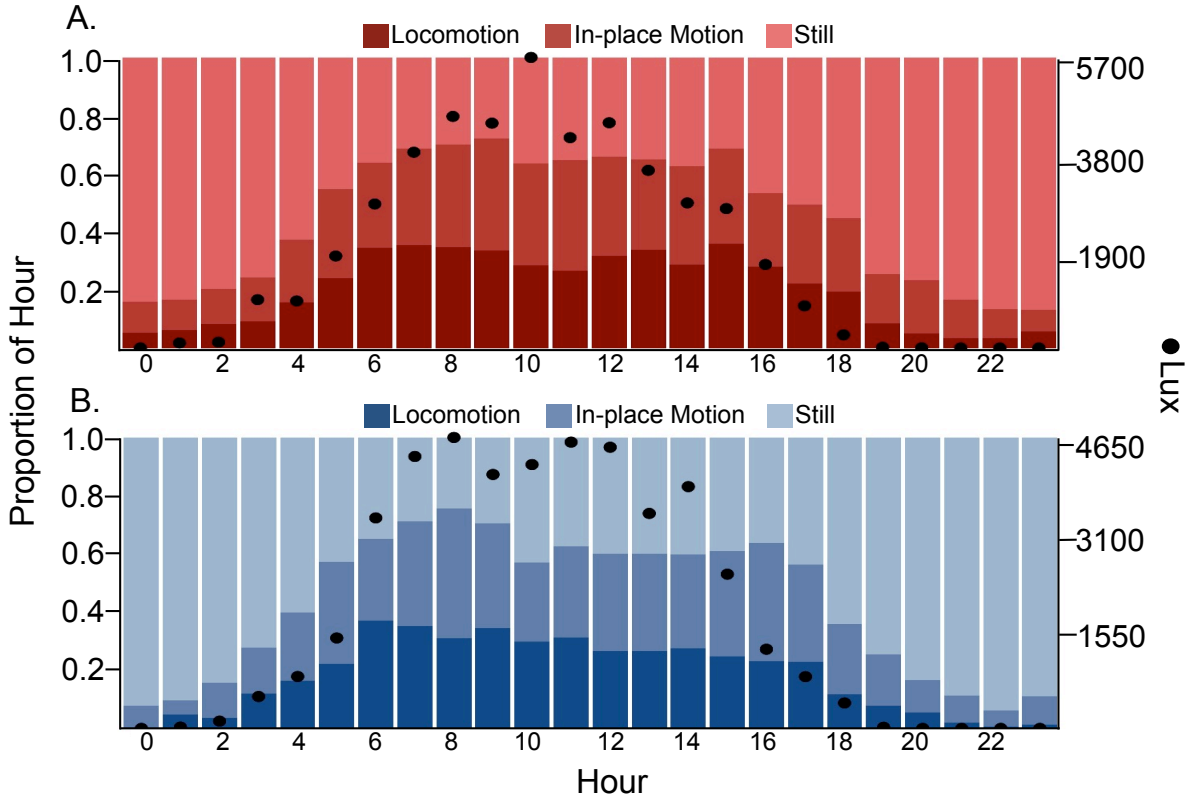 A.
Locomotion In-place Motion Still
1.0
0.8
0.6
0.4
0.2
5700
3800
1900
0 2 4 6 8 10 12 14 16 18 20 22
B.
Locomotion In-place Motion Still
1.0
0.8
0.6
0.4
0.2
4650
3100
1550
0 2 4 6 8 10 12 14 16 18 20 22
Hour
Proportion of Hour
Lux